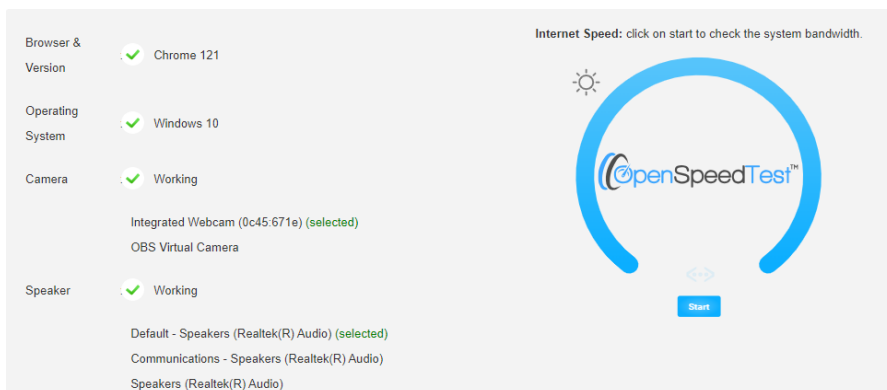 Internet Speed: click on start to check the system bandwidth.
Browser &
Version
Chrome 121
Operating
System
Windows 10
Camera
Working
Integrated Webcam (0c45:671e) (selected)
OBS Virtual Camera
Speaker
Working
Default - Speakers (Realtek(R) Audio) (selected)
Communications - Speakers (Realtek(R) Audio)
Speakers (Realtek(R) Audio)
OpenSpeedTest™
Start